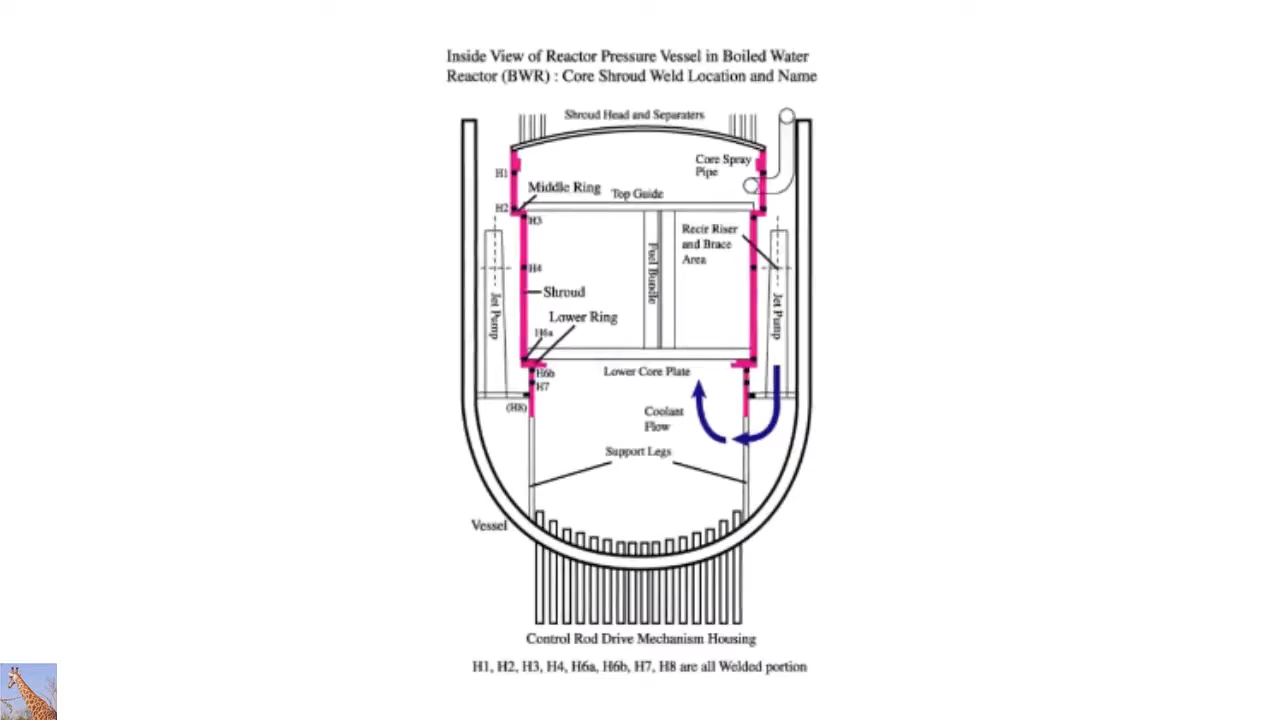 Inside View of Reactor Pressure Vessel in Boiled Water
Reactor (BWR) : Core Shroud Weld Location and Name
Shroud Head and Separaters
Core Spray
Pipe
H1
Middle Ring
Top Guide
H2
H3
Recir Riser
and Brace
Area
Fuel Bundle
H4
Shroud
Jet Pump
Jet Pump
Lower Ring
H6a
Lower Core Plate
H6b
H7
(H8)
Coolant
Flow
Support Legs
Vessel
Control Rod Drive Mechanism Housing
H1, H2, H3, H4, H6a, H6b, H7, H8 are all Welded portion